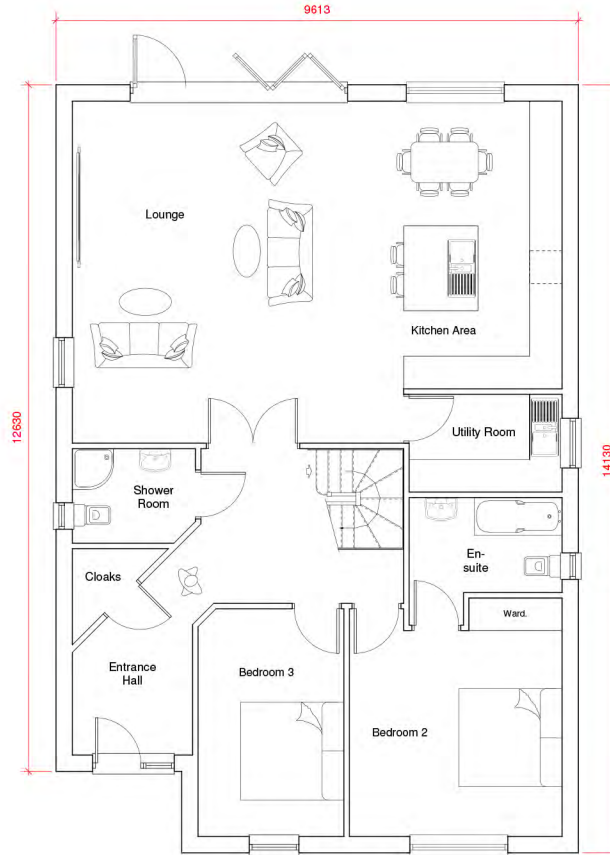 9613
Lounge
Kitchen Area
12630
14130
Utility Room
Shower
Room
En-
suite
Cloaks
Ward.
Entrance
Hall
Bedroom 3
Bedroom 2